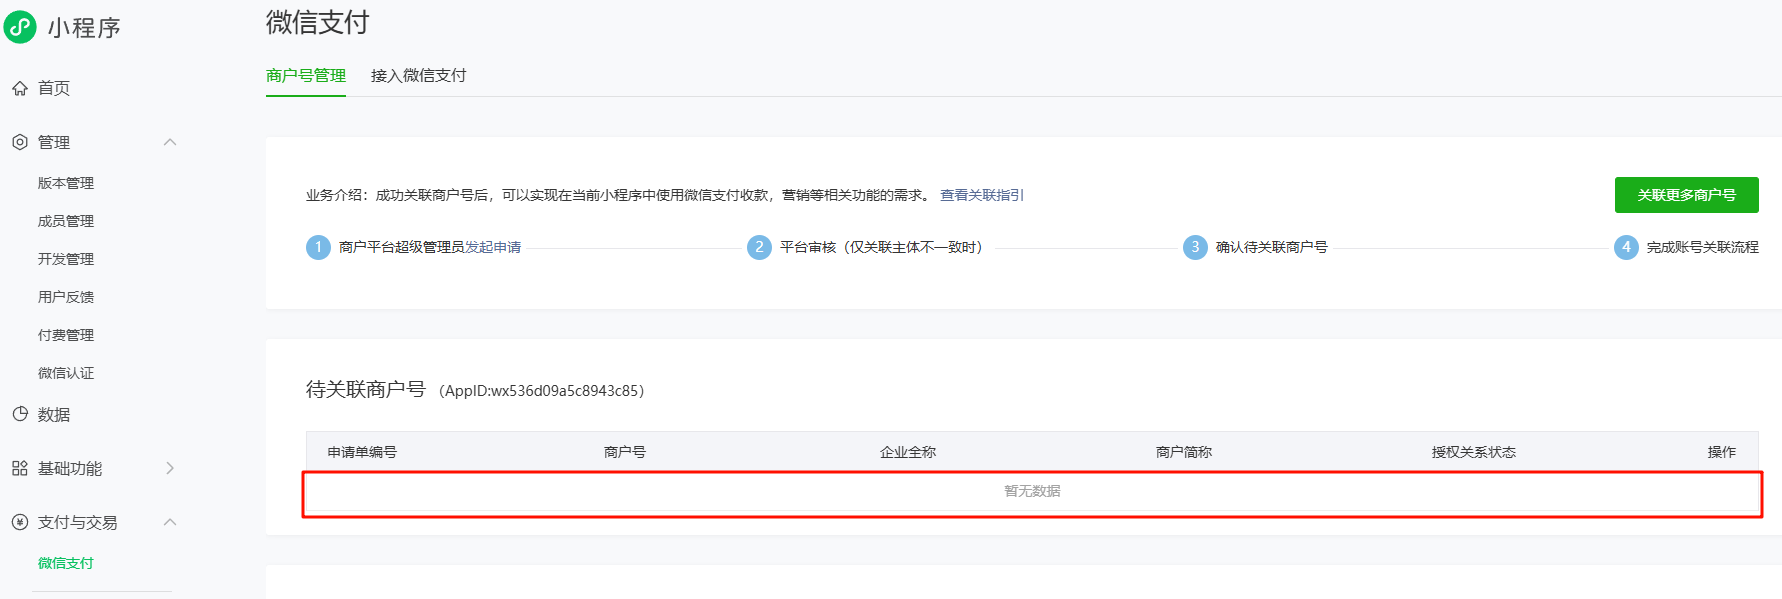 小程序
首页
管理
版本管理
成员管理
开发管理
用户反馈
付费管理
微信认证
数据
基础功能
支付与交易
微信支付
微信支付
商户号管理 接入微信支付
业务介绍：成功关联商户号后，可以实现在当前小程序中使用微信支付收款，营销等相关功能的需求。 查看关联指引
关联更多商户号
1 商户平台超级管理员发起申请 2 平台审核（仅关联主体不一致时） 3 确认待关联商户号 4 完成账号关联流程
待关联商户号 （AppID:wx536d09a5c8943c85）
申请单编号 商户号 企业全称 商户简称 授权关系状态 操作
暂无数据